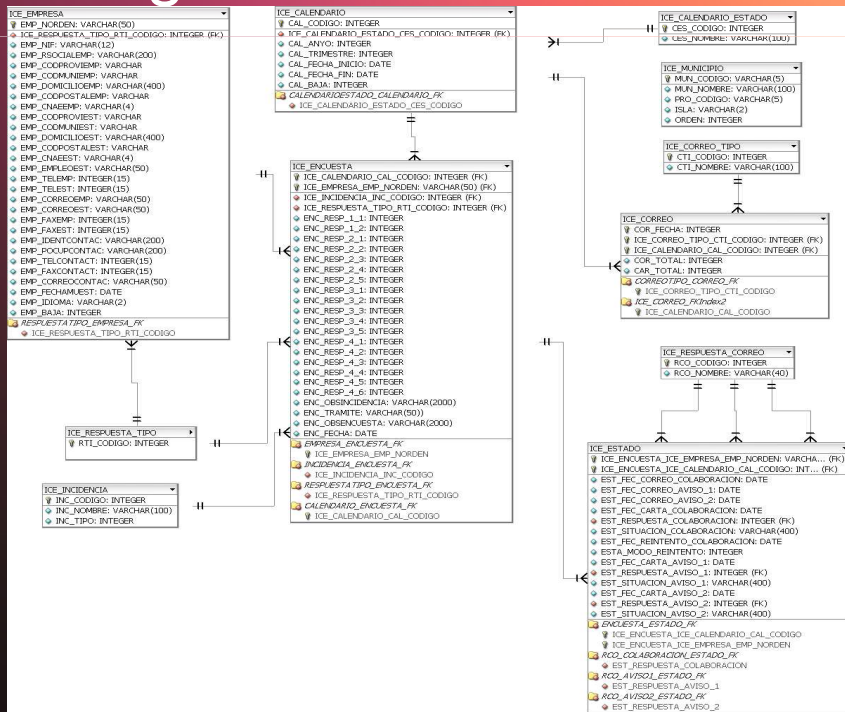 ICE_EMPRESA
EMP_NORDEN: VARCHAR(50)
ICE_RESPUESTA_TIPO_RTI_CODIGO: INTEGER (FK)
EMP_NIF: VARCHAR(12)
EMP_RSOCIALEMP: VARCHAR(200)
EMP_CODPROVIEMP: VARCHAR
EMP_CODMUNIEMP: VARCHAR
EMP_DOMICILIOEMP: VARCHAR(400)
EMP_CODPOSTALEMP: VARCHAR
EMP_CNAEEMP: VARCHAR(4)
EMP_CODPROVIEST: VARCHAR
EMP_CODMUNIEST: VARCHAR
EMP_DOMICILIOEST: VARCHAR(400)
EMP_CODPOSTALEST: VARCHAR
EMP_CNAEEST: VARCHAR(4)
EMP_EMPLEOEST: VARCHAR(50)
EMP_TELEMP: INTEGER(15)
EMP_TELEST: INTEGER(15)
EMP_CORREOEMP: VARCHAR(50)
EMP_CORREOEST: VARCHAR(50)
EMP_FAXEMP: INTEGER(15)
EMP_FAXEST: INTEGER(15)
EMP_IDENTCONTAC: VARCHAR(200)
EMP_POCUPCONTAC: VARCHAR(200)
EMP_TELCONTACT: INTEGER(15)
EMP_FAXCONTACT: INTEGER(15)
EMP_CORREOCONTAC: VARCHAR(50)
EMP_FECHAMUEST: DATE
EMP_IDIOMA: VARCHAR(2)
EMP_BAJA: INTEGER
RESPUESTATIPO_EMPRESA_FK
ICE_RESPUESTA_TIPO_RTI_CODIGO
ICE_CALENDARIO
CAL_CODIGO: INTEGER
ICE_CALENDARIO_ESTADO_CES_CODIGO: INTEGER (FK)
CAL_ANYO: INTEGER
CAL_TRIMESTRE: INTEGER
CAL_FECHA_INICIO: DATE
CAL_FECHA_FIN: DATE
CAL_BAJA: INTEGER
CALENDARIOESTADO_CALENDARIO_FK
ICE_CALENDARIO_ESTADO_CES_CODIGO
ICE_CALENDARIO_ESTADO
CES_CODIGO: INTEGER
CES_NOMBRE: VARCHAR(100)
ICE_MUNICIPIO
MUN_CODIGO: VARCHAR(5)
MUN_NOMBRE: VARCHAR(100)
PRO_CODIGO: VARCHAR(5)
ISLA: VARCHAR(2)
ORDEN: INTEGER
ICE_CORREO_TIPO
CTI_CODIGO: INTEGER
CTI_NOMBRE: VARCHAR(100)
ICE_ENCUESTA
ICE_CALENDARIO_CAL_CODIGO: INTEGER (FK)
ICE_EMPRESA_EMP_NORDEN: VARCHAR(50) (FK)
ICE_INCIDENCIA_INC_CODIGO: INTEGER (FK)
ICE_RESPUESTA_TIPO_RTI_CODIGO: INTEGER (FK)
ENC_RESP_1_1: INTEGER
ENC_RESP_1_2: INTEGER
ENC_RESP_2_1: INTEGER
ENC_RESP_2_2: INTEGER
ENC_RESP_2_3: INTEGER
ENC_RESP_2_4: INTEGER
ENC_RESP_2_5: INTEGER
ENC_RESP_3_1: INTEGER
ENC_RESP_3_2: INTEGER
ENC_RESP_3_3: INTEGER
ENC_RESP_3_4: INTEGER
ENC_RESP_3_5: INTEGER
ENC_RESP_4_1: INTEGER
ENC_RESP_4_2: INTEGER
ENC_RESP_4_3: INTEGER
ENC_RESP_4_4: INTEGER
ENC_RESP_4_5: INTEGER
ENC_RESP_4_6: INTEGER
ENC_OBSINCIDENCIA: VARCHAR(2000)
ENC_TRAMITE: VARCHAR(50))
ENC_OBSENCUESTA: VARCHAR(2000)
ENC_FECHA: DATE
EMPRESA_ENCUESTA_FK
ICE_EMPRESA_EMP_NORDEN
INCIDENCIA_ENCUESTA_FK
ICE_INCIDENCIA_INC_CODIGO
RESPUESTATIPO_ENCUESTA_FK
ICE_RESPUESTA_TIPO_RTI_CODIGO
CALENDARIO_ENCUESTA_FK
ICE_CALENDARIO_CAL_CODIGO
ICE_CORREO
COR_FECHA: INTEGER
ICE_CORREO_TIPO_CTI_CODIGO: INTEGER (FK)
ICE_CALENDARIO_CAL_CODIGO: INTEGER (FK)
COR_TOTAL: INTEGER
CAR_TOTAL: INTEGER
CORREOTIPO_CORREO_FK
ICE_CORREO_TIPO_CTI_CODIGO
ICE_CORREO_FKIndex2
ICE_CALENDARIO_CAL_CODIGO
ICE_RESPUESTA_CORREO
RCO_CODIGO: INTEGER
RCO_NOMBRE: VARCHAR(40)
ICE_RESPUESTA_TIPO
RTI_CODIGO: INTEGER
ICE_INCIDENCIA
INC_CODIGO: INTEGER
INC_NOMBRE: VARCHAR(100)
INC_TIPO: INTEGER
ICE_ESTADO
ICE_ENCUESTA_ICE_EMPRESA_EMP_NORDEN: VARCHA... (FK)
ICE_ENCUESTA_ICE_CALENDARIO_CAL_CODIGO: INT... (FK)
EST_FEC_CORREO_COLABORACION: DATE
EST_FEC_CORREO_AVISO_1: DATE
EST_FEC_CORREO_AVISO_2: DATE
EST_FEC_CARTA_COLABORACION: DATE
EST_RESPUESTA_COLABORACION: INTEGER (FK)
EST_SITUACION_COLABORACION: VARCHAR(400)
EST_FEC_REINTENTO_COLABORACION: DATE
ESTA_MODO_REINTENTO: INTEGER
EST_FEC_CARTA_AVISO_1: DATE
EST_RESPUESTA_AVISO_1: INTEGER (FK)
EST_SITUACION_AVISO_1: VARCHAR(400)
EST_FEC_CARTA_AVISO_2: DATE
EST_RESPUESTA_AVISO_2: INTEGER (FK)
EST_SITUACION_AVISO_2: VARCHAR(400)
ENCUESTA_ESTADO_FK
ICE_ENCUESTA_ICE_CALENDARIO_CAL_CODIGO
ICE_ENCUESTA_ICE_EMPRESA_EMP_NORDEN
RCO_COLABORACION_ESTADO_FK
EST_RESPUESTA_COLABORACION
RCO_AVISO1_ESTADO_FK
EST_RESPUESTA_AVISO_1
RCO_AVISO2_ESTADO_FK
EST_RESPUESTA_AVISO_2